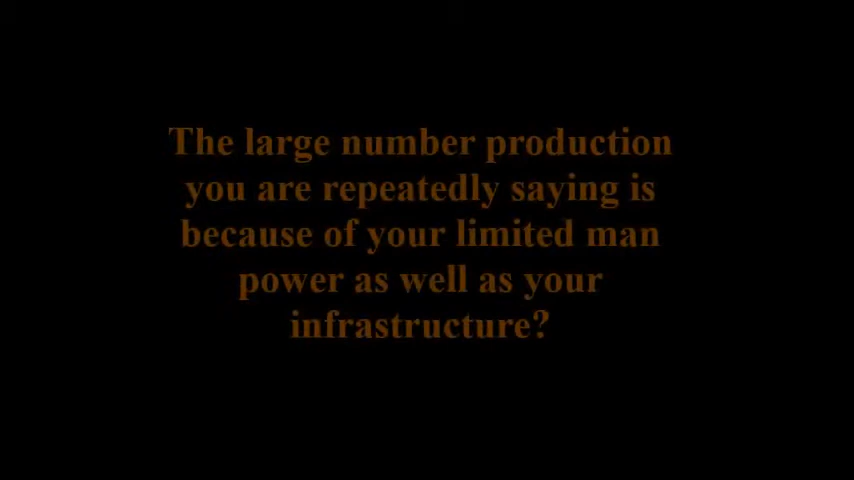 The large number production
you are repeatedly saying is
because of your limited man
power as well as your
infrastructure?